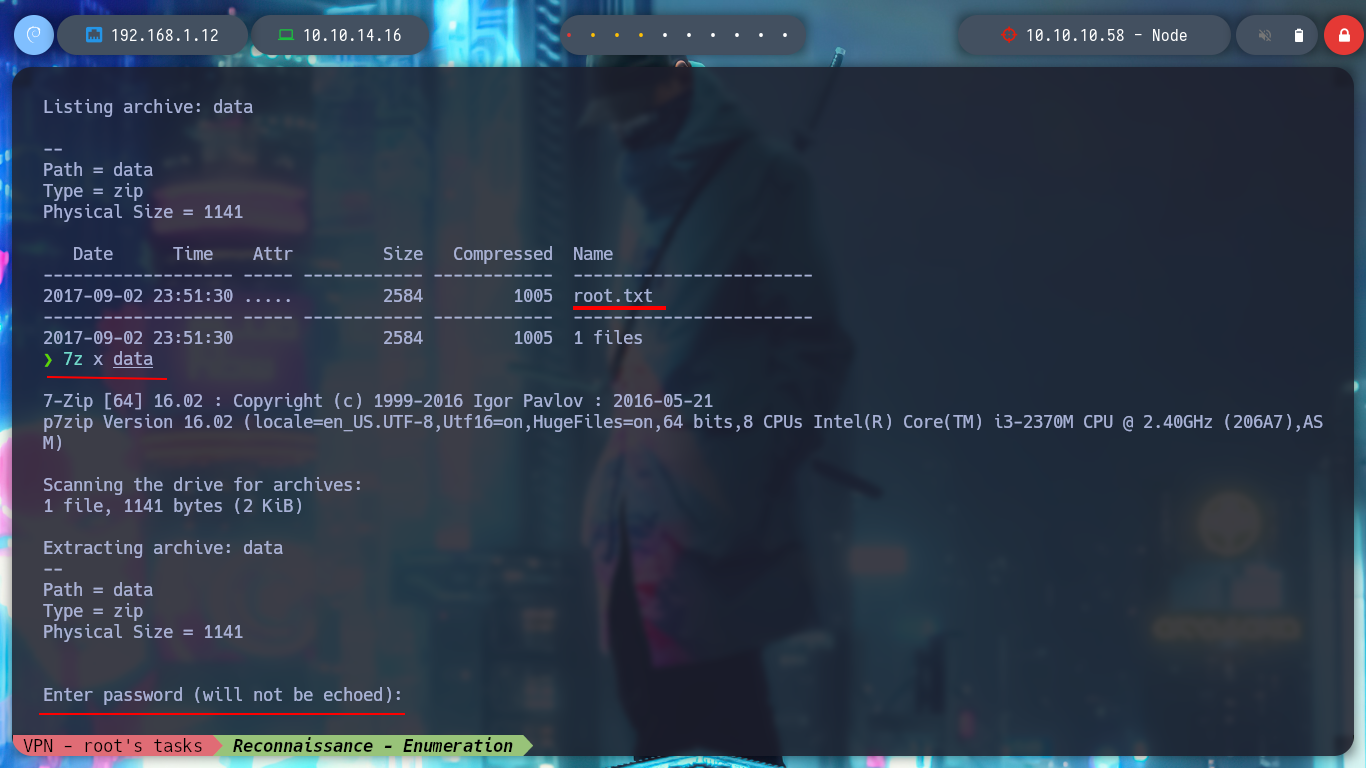 192.168.1.12 10.10.14.16 10.10.10.58 - Node
Listing archive: data
--
Path = data
Type = zip
Physical Size = 1141
Date Time Attr Size Compressed Name
------------------- ----- ------------ ------------ ------------------------
2017-09-02 23:51:30 ..... 2584 1005 root.txt
------------------- ----- ------------ ------------ ------------------------
2017-09-02 23:51:30 2584 1005 1 files
❯ 7z x data
7-Zip [64] 16.02 : Copyright (c) 1999-2016 Igor Pavlov : 2016-05-21
p7zip Version 16.02 (locale=en_US.UTF-8,Utf16=on,HugeFiles=on,64 bits,8 CPUs Intel(R) Core(TM) i3-2370M CPU @ 2.40GHz (206A7),AS
M)
Scanning the drive for archives:
1 file, 1141 bytes (2 KiB)
Extracting archive: data
--
Path = data
Type = zip
Physical Size = 1141
Enter password (will not be echoed):
VPN - root's tasks Reconnaissance - Enumeration